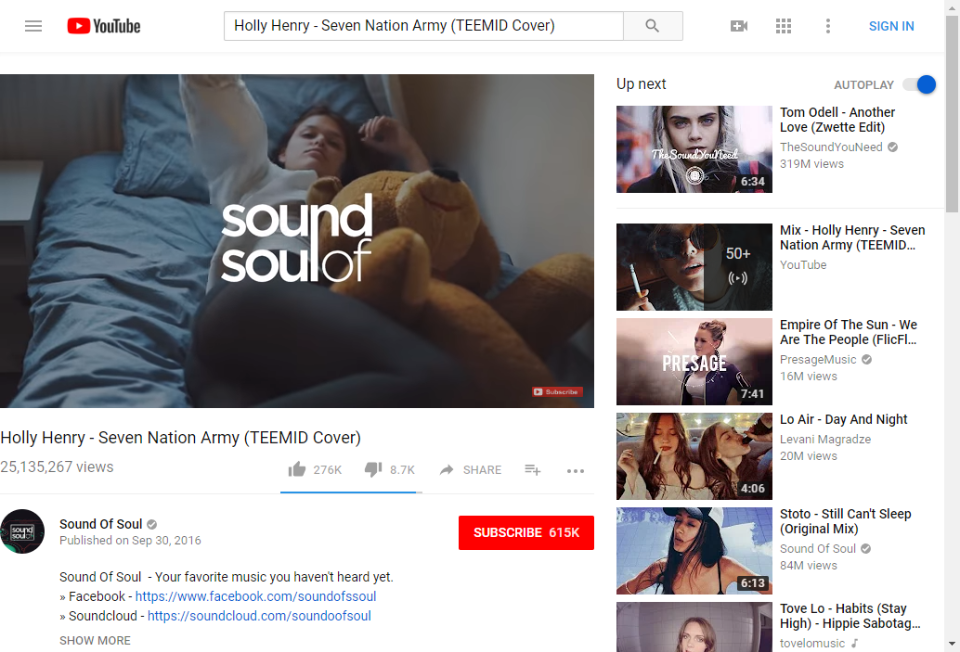 YouTube
Holly Henry - Seven Nation Army (TEEMID Cover)
SIGN IN
sound
soulof
Subscribe
Holly Henry - Seven Nation Army (TEEMID Cover)
25,135,267 views
276K
8.7K
SHARE
sound
soulof
Sound Of Soul
Published on Sep 30, 2016
SUBSCRIBE 615K
Sound Of Soul - Your favorite music you haven't heard yet.
» Facebook - https://www.facebook.com/soundofssoul
» Soundcloud - https://soundcloud.com/soundoofsoul
SHOW MORE
Up next
AUTOPLAY
TheSoundYouNeed
6:34
Tom Odell - Another
Love (Zwette Edit)
TheSoundYouNeed
319M views
50+
Mix - Holly Henry - Seven
Nation Army (TEEMID...
YouTube
PRESAGE
7:41
Empire Of The Sun - We
Are The People (FlicFl...
PresageMusic
16M views
4:06
Lo Air - Day And Night
Levani Magradze
20M views
6:13
Stoto - Still Can't Sleep
(Original Mix)
Sound Of Soul
84M views
Tove Lo - Habits (Stay
High) - Hippie Sabotag...
tovelomusic